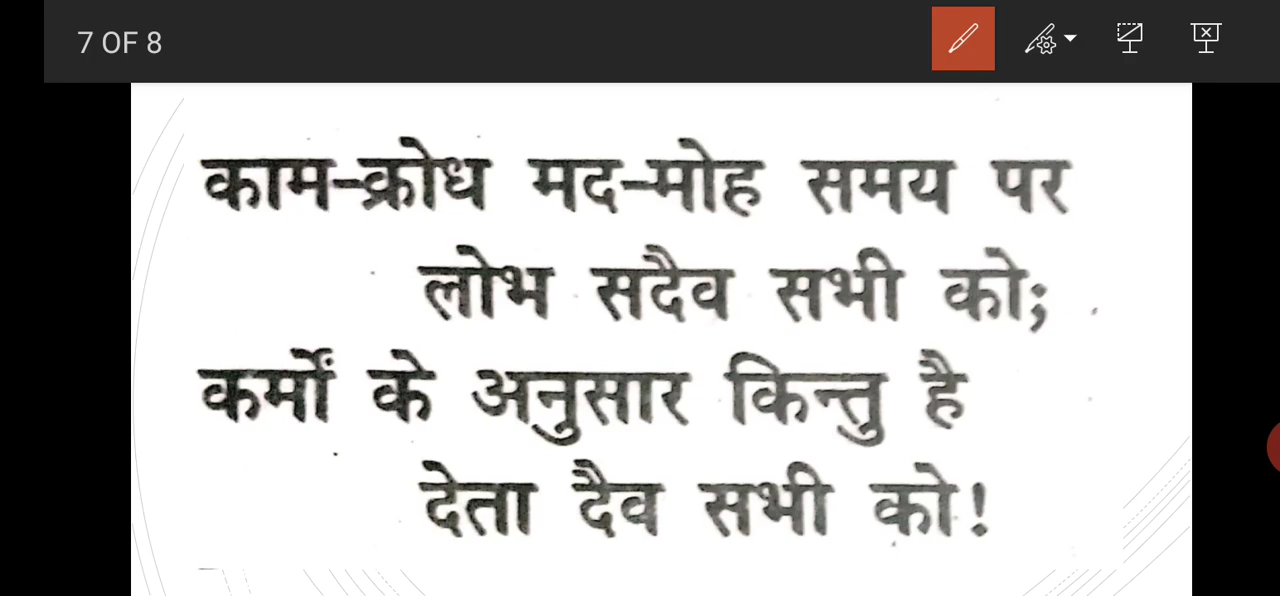 7 OF 8
काम-क्रोध मद-मोह समय पर
लोभ सदैव सभी को;
कर्मों के अनुसार किन्तु है
देता दैव सभी को!